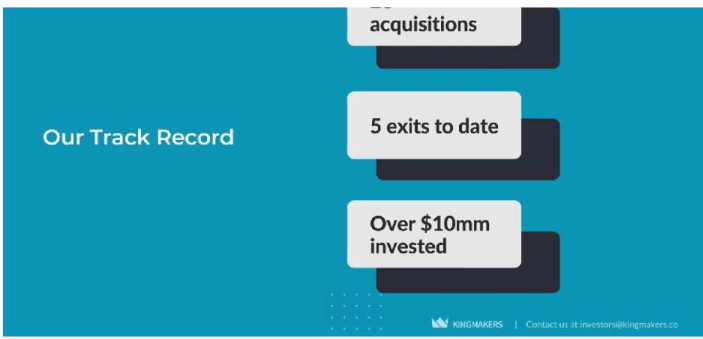 acquisitions
Our Track Record
5 exits to date
Over $10mm
invested
KINGMAKERS | Contact us at investors@kingmakers.co